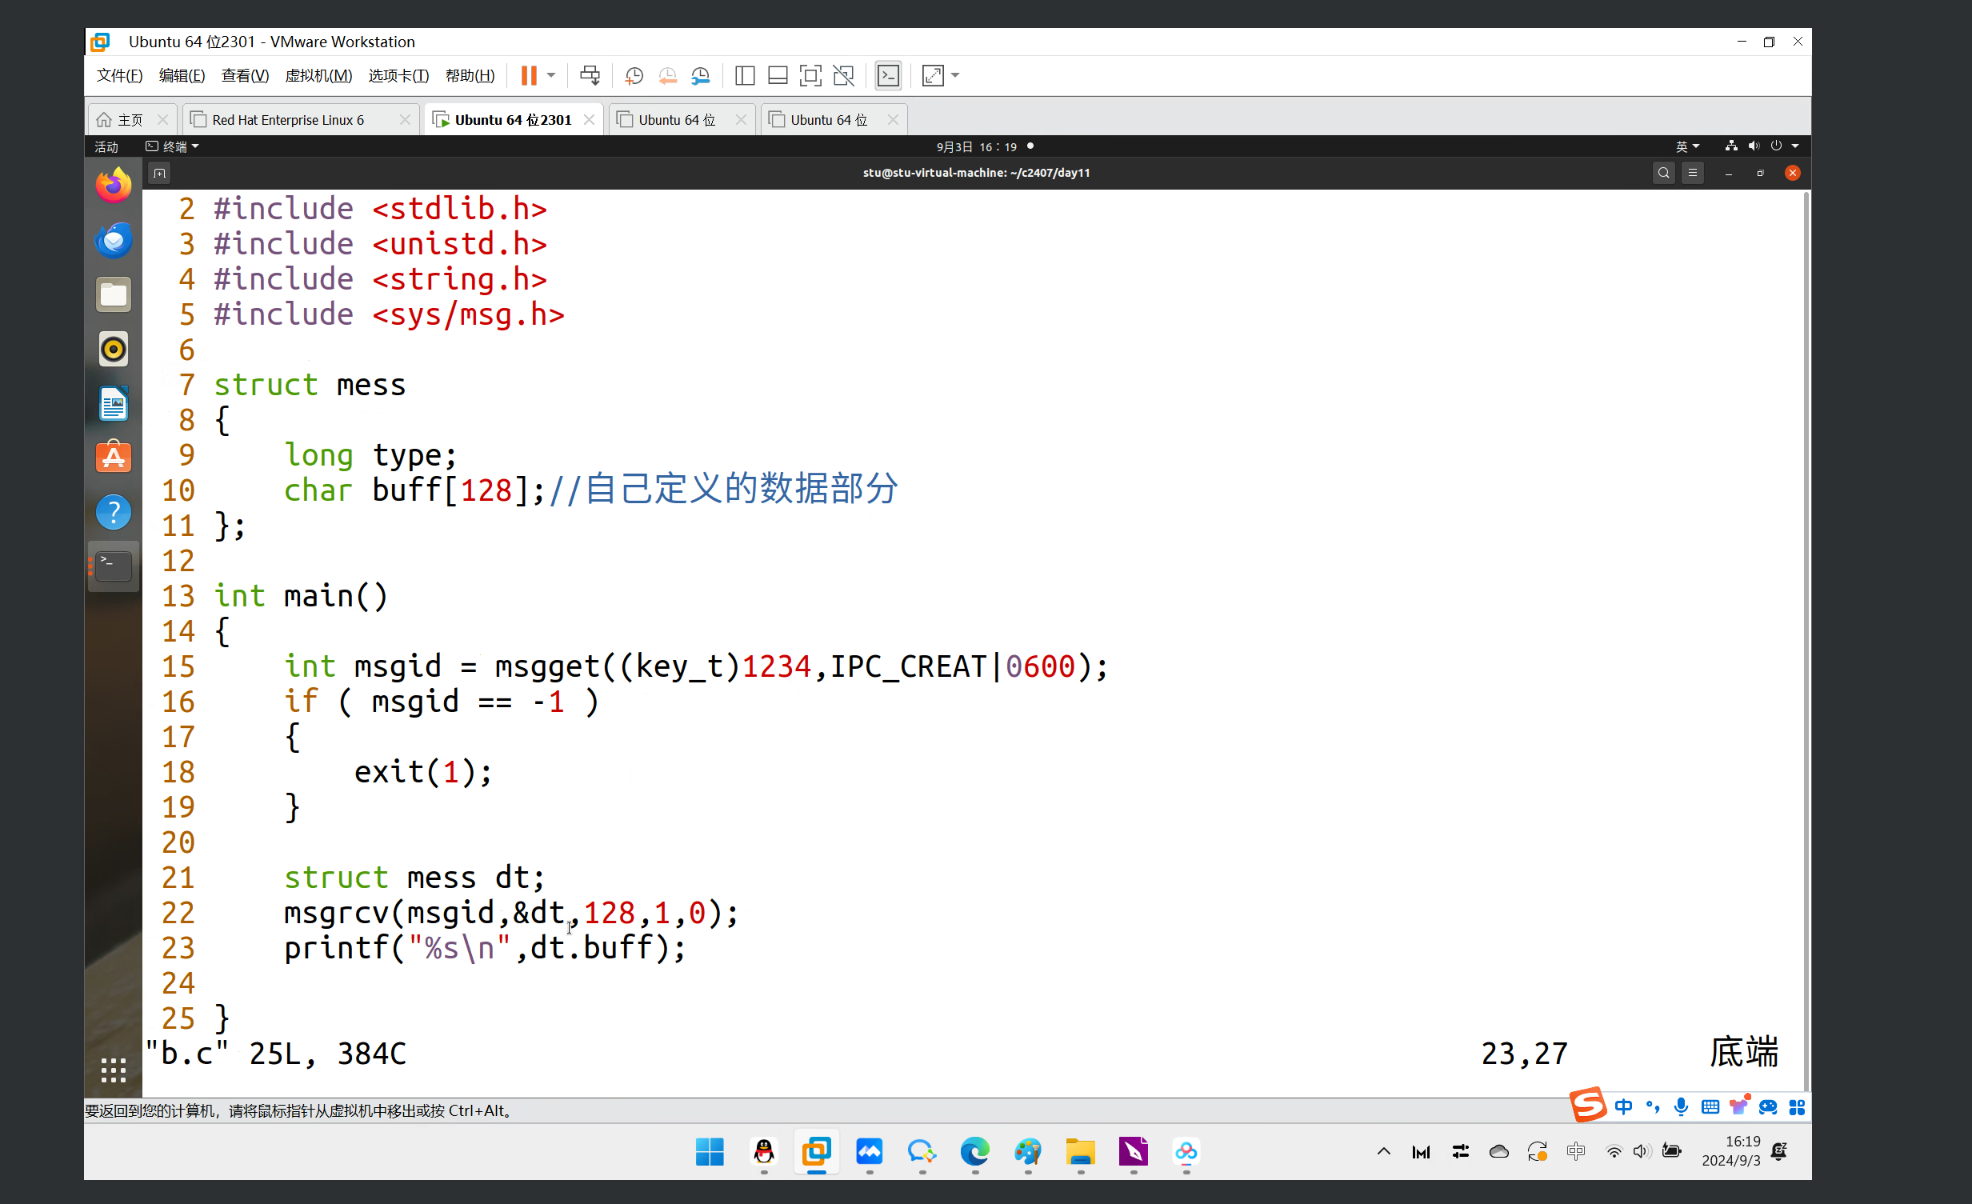 Ubuntu 64 位2301 - VMware Workstation
文件(F) 编辑(E) 查看(V) 虚拟机(M) 选项卡(T) 帮助(H)
主页 Red Hat Enterprise Linux 6 Ubuntu 64 位2301 Ubuntu 64 位 Ubuntu 64 位
活动 终端 9月3日 16：19 英
stu@stu-virtual-machine: ~/c2407/day11
2 #include <stdlib.h>
3 #include <unistd.h>
4 #include <string.h>
5 #include <sys/msg.h>
6
7 struct mess
8 {
9     long type;
10     char buff[128];//自己定义的数据部分
11 };
12
13 int main()
14 {
15     int msgid = msgget((key_t)1234,IPC_CREAT|0600);
16     if ( msgid == -1 )
17     {
18         exit(1);
19     }
20
21     struct mess dt;
22     msgrcv(msgid,&dt,128,1,0);
23     printf("%s\n",dt.buff);
24
25 }
"b.c" 25L, 384C 23,27 底端
要返回到您的计算机，请将鼠标指针从虚拟机中移出或按 Ctrl+Alt。
中
中 16:19
2024/9/3